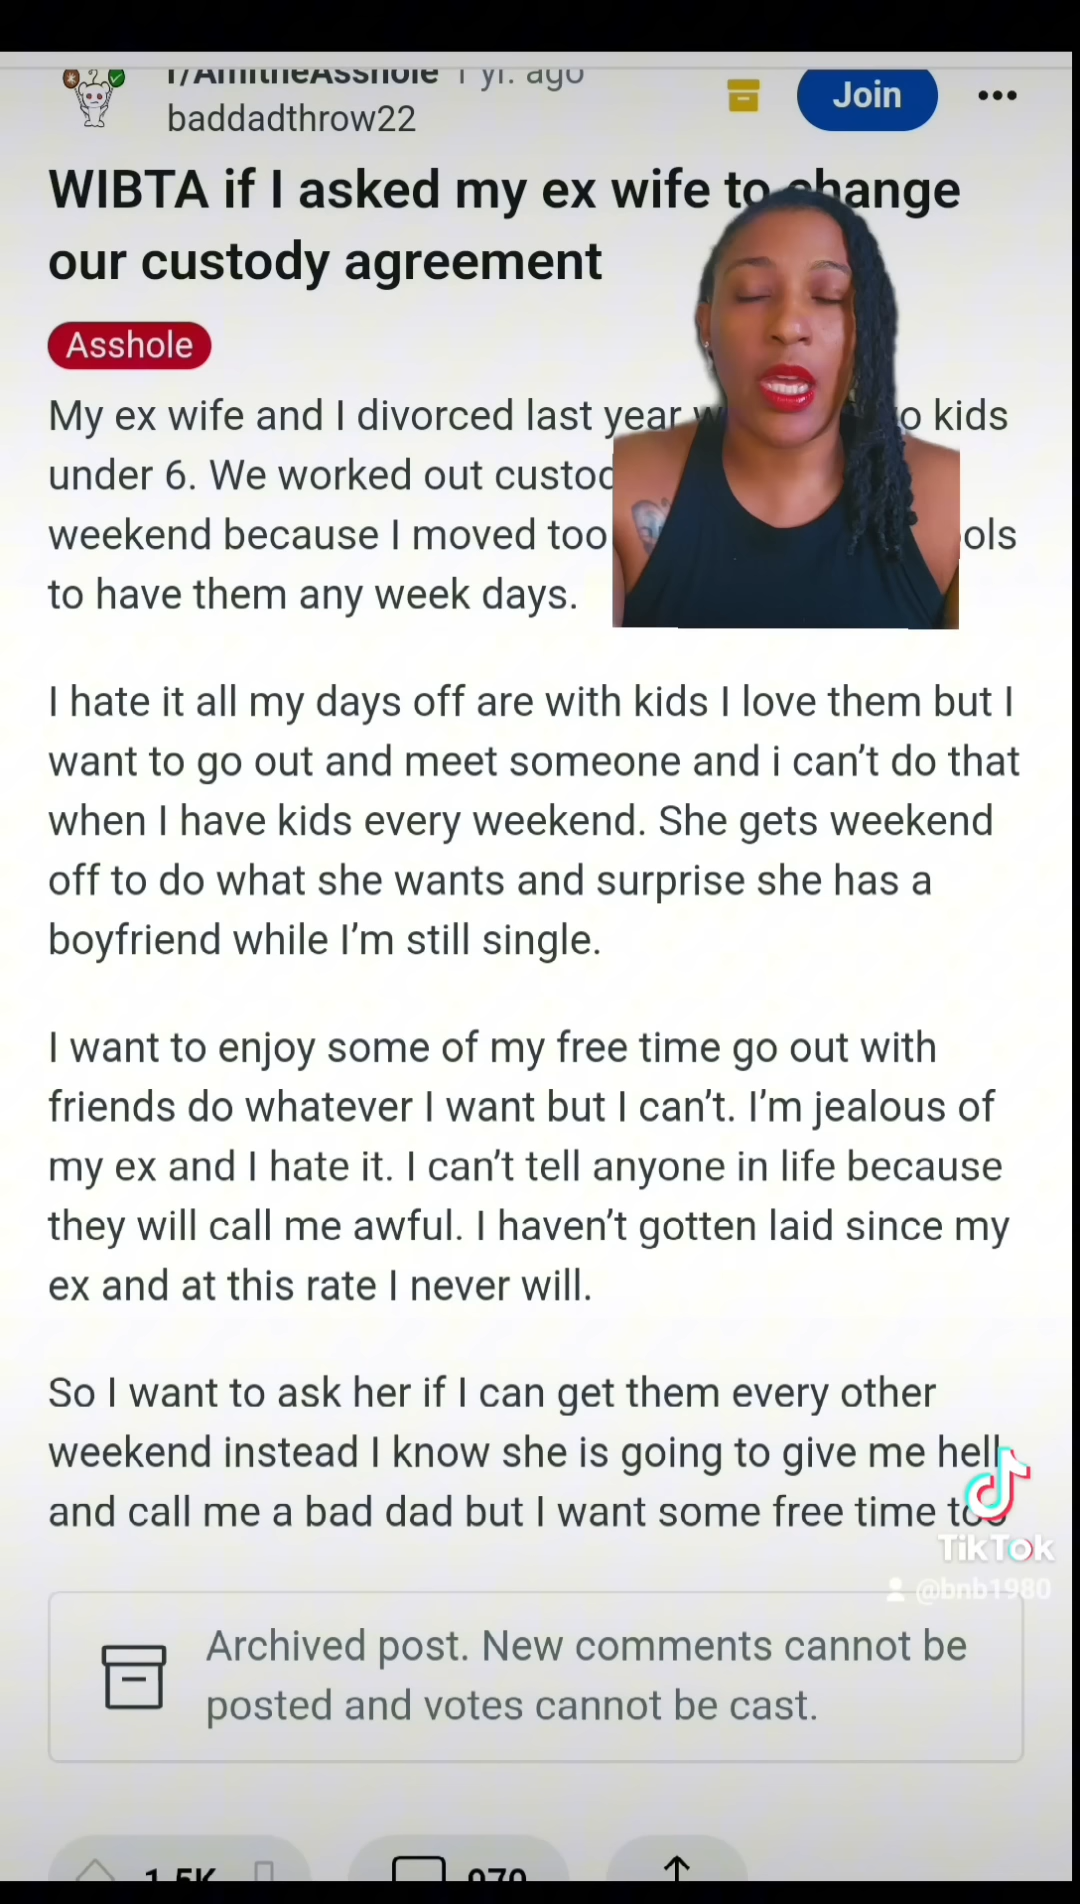 r/AmItheAsshole 1 yr. ago
baddadthrow22
Join
WIBTA if I asked my ex wife to change
our custody agreement
Asshole
My ex wife and I divorced last year kids
under 6. We worked out
weekend because I moved too
to have them any week days.
I hate it all my days off are with kids I love them but I
want to go out and meet someone and i can't do that
when I have kids every weekend. She gets weekend
off to do what she wants and surprise she has a
boyfriend while I'm still single.
I want to enjoy some of my free time go out with
friends do whatever I want but I can't. I'm jealous of
my ex and I hate it. I can't tell anyone in life because
they will call me awful. I haven't gotten laid since my
ex and at this rate I never will.
So I want to ask her if I can get them every other
weekend instead I know she is going to give me hell
and call me a bad dad but I want some free time too
TikTok
@bnb1980
Archived post. New comments cannot be
posted and votes cannot be cast.
1.5K